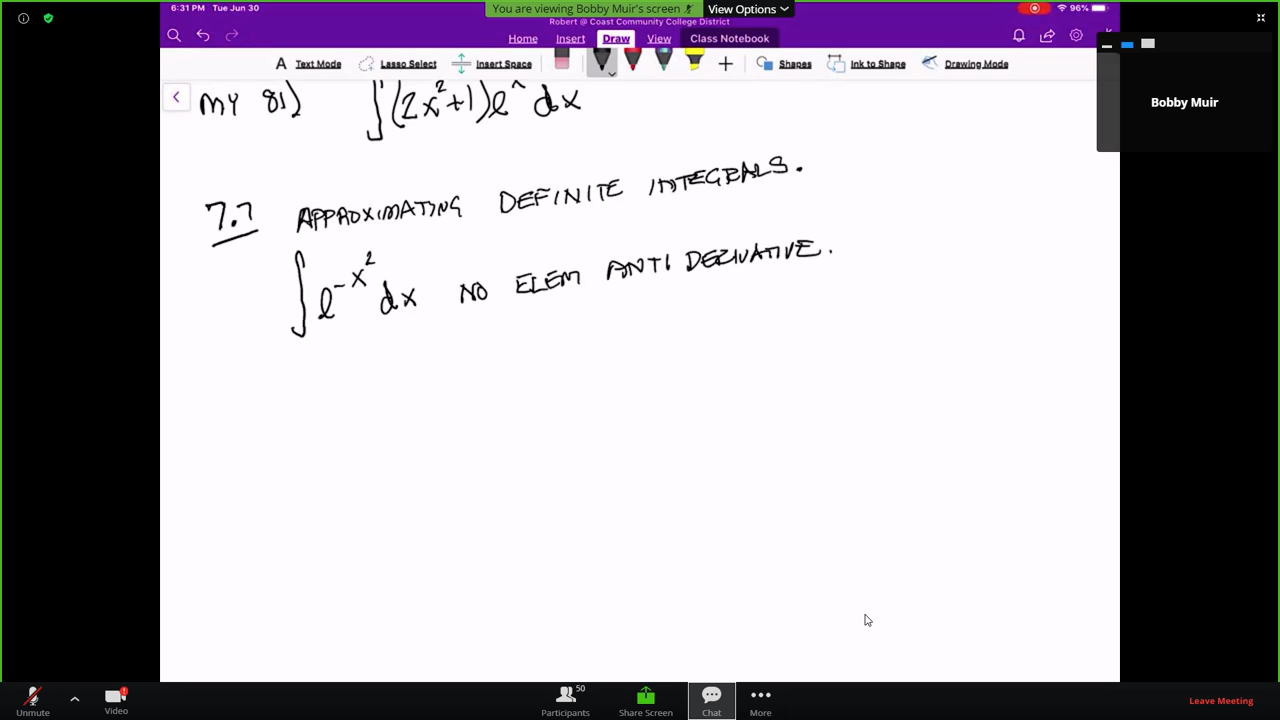 You are viewing Bobby Muir's screen View Options
6:31 PM Tue Jun 30
96%
Robert @ Coast Community College District
Home Insert Draw View Class Notebook
Text Mode Lasso Select Insert Space Shapes Ink to Shape Drawing Mode
Bobby Muir
MY 81) ∫(2x²+1)e^x dx
7.7 APPROXIMATING DEFINITE INTEGRALS.
∫e^{-x²} dx NO ELEM ANTI DERIVATIVE.
Unmute Video Participants 50 Share Screen Chat More Leave Meeting